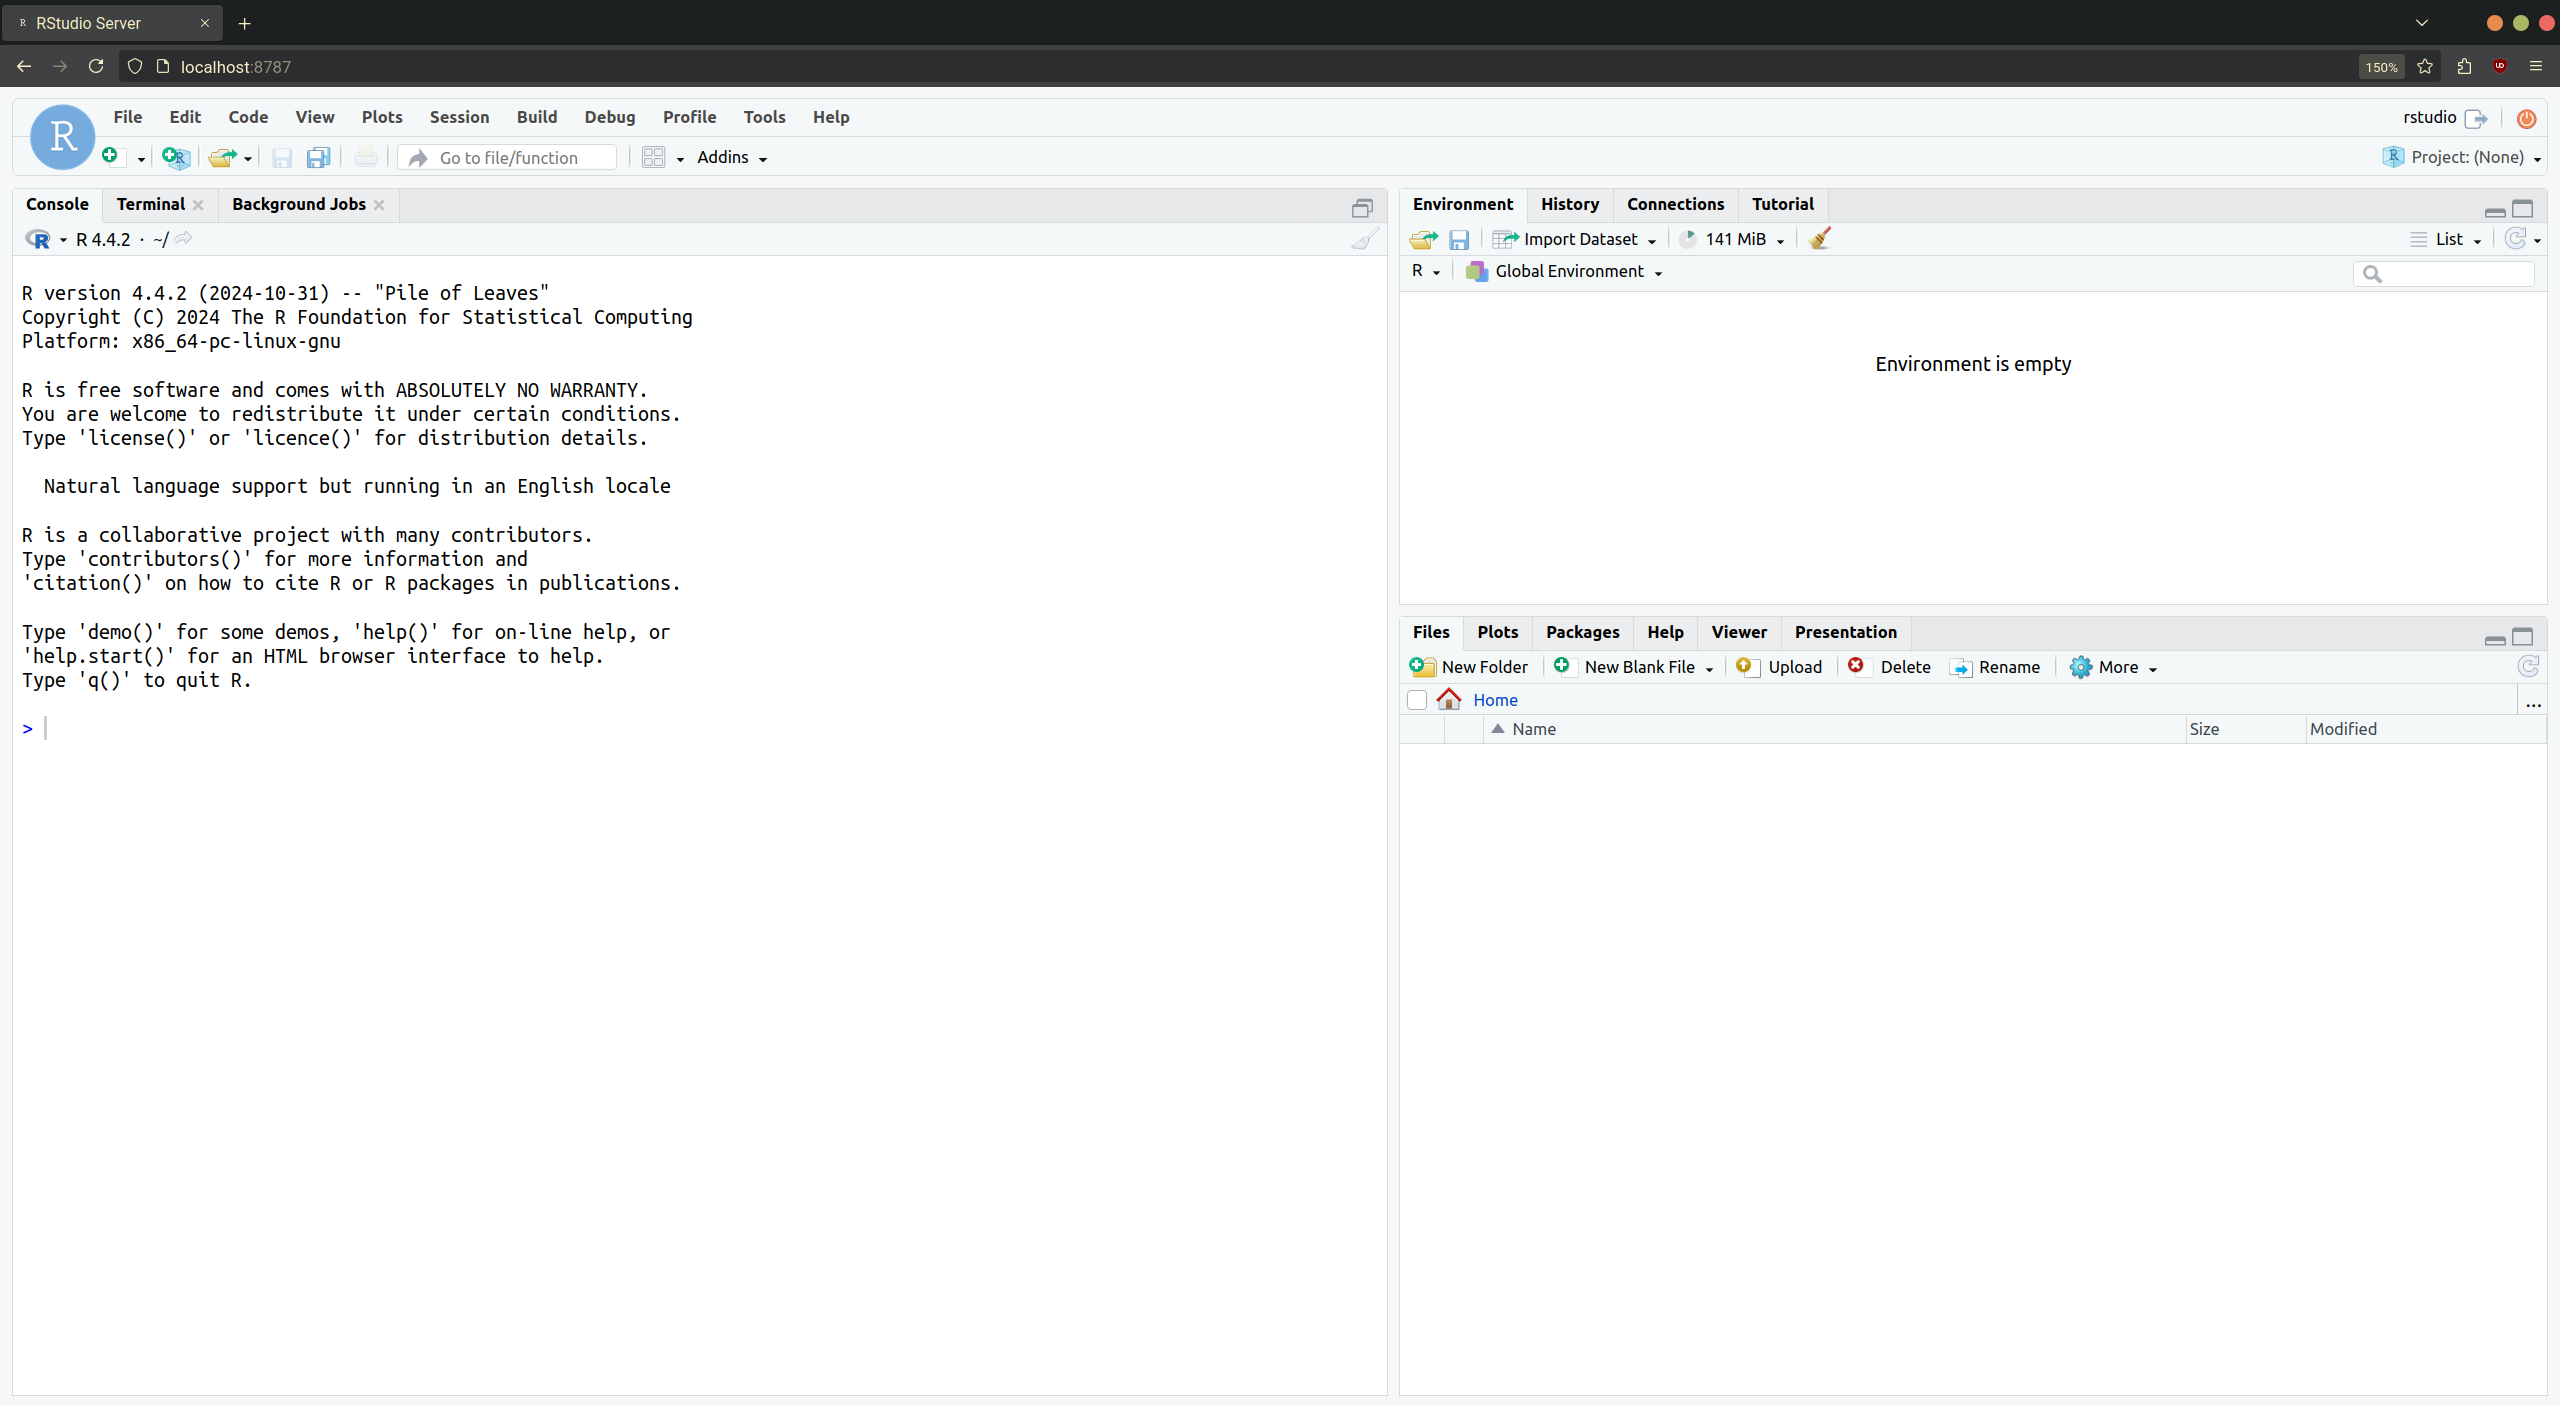 RStudio Server
localhost:8787
150%
File Edit Code View Plots Session Build Debug Profile Tools Help
rstudio
R
Go to file/function
Addins
Project: (None)
Console Terminal Background Jobs
R 4.4.2 · ~/
R version 4.4.2 (2024-10-31) -- "Pile of Leaves"
Copyright (C) 2024 The R Foundation for Statistical Computing
Platform: x86_64-pc-linux-gnu
R is free software and comes with ABSOLUTELY NO WARRANTY.
You are welcome to redistribute it under certain conditions.
Type 'license()' or 'licence()' for distribution details.
Natural language support but running in an English locale
R is a collaborative project with many contributors.
Type 'contributors()' for more information and
'citation()' on how to cite R or R packages in publications.
Type 'demo()' for some demos, 'help()' for on-line help, or
'help.start()' for an HTML browser interface to help.
Type 'q()' to quit R.
>
Environment History Connections Tutorial
Import Dataset 141 MiB List
R Global Environment
Environment is empty
Files Plots Packages Help Viewer Presentation
New Folder New Blank File Upload Delete Rename More
Home ...
Name Size Modified